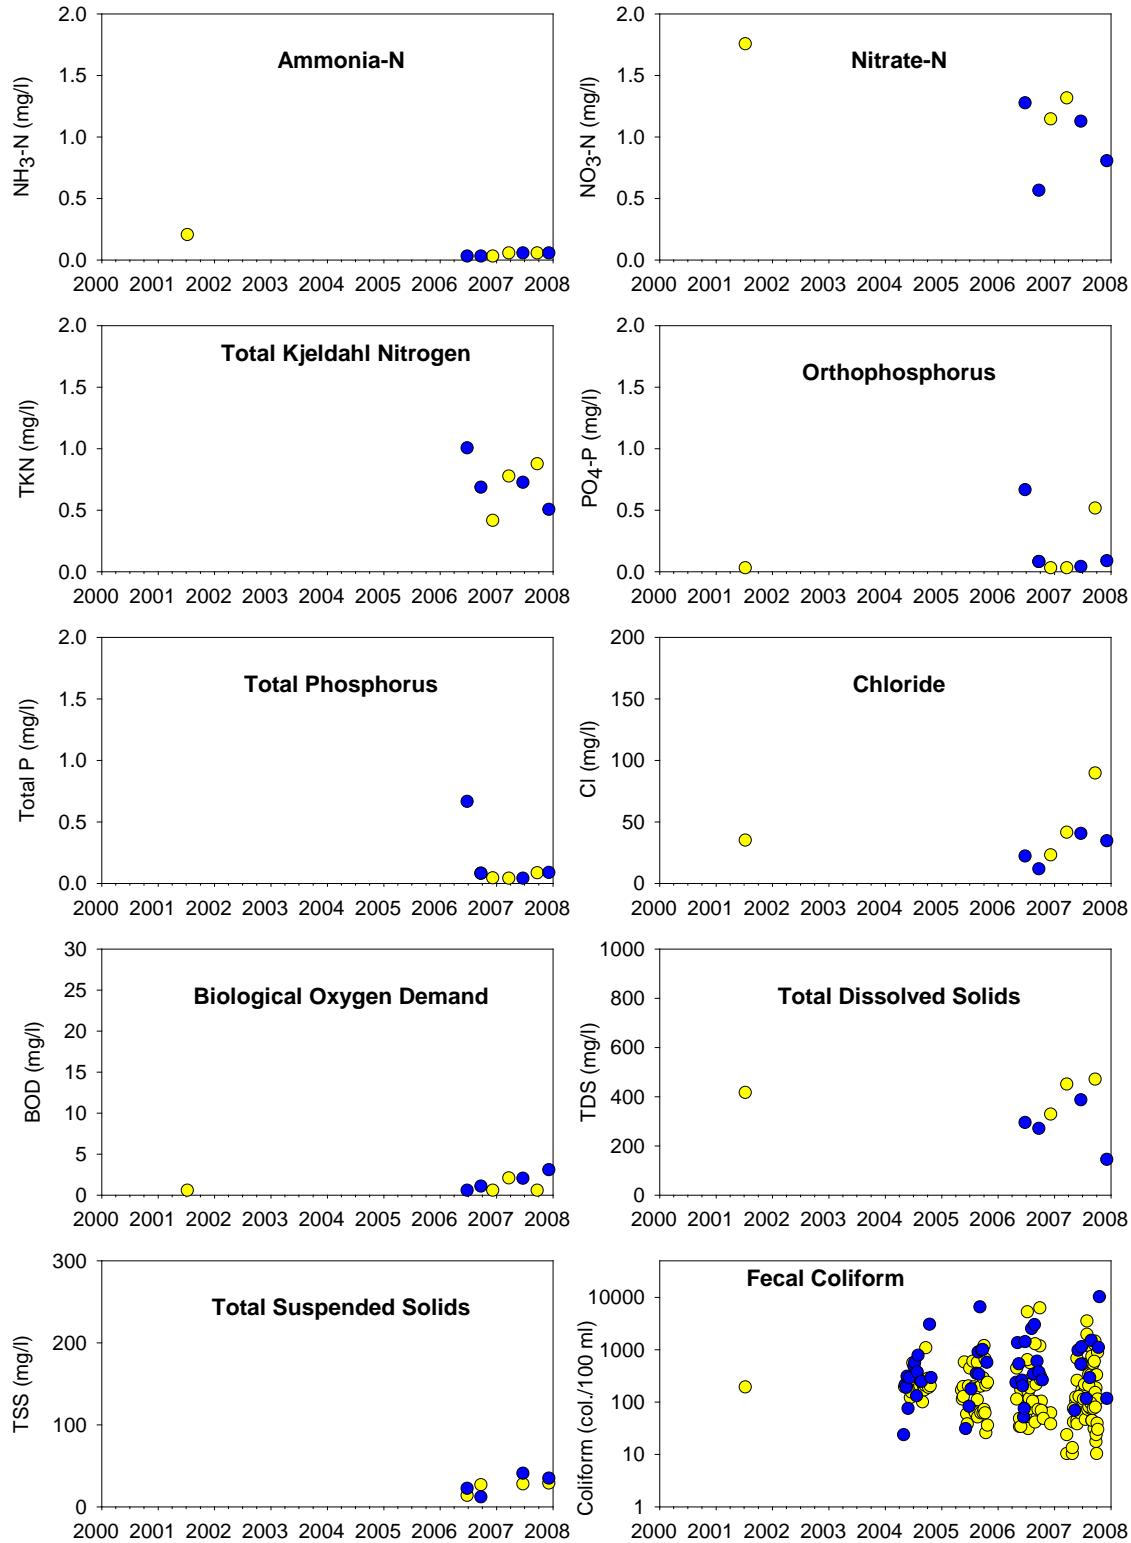 Ammonia-N
NH3-N (mg/l)
2.0
1.5
1.0
0.5
0.0
2000 2001 2002 2003 2004 2005 2006 2007 2008
Nitrate-N
NO3-N (mg/l)
2.0
1.5
1.0
0.5
0.0
2000 2001 2002 2003 2004 2005 2006 2007 2008
Total Kjeldahl Nitrogen
TKN (mg/l)
2.0
1.5
1.0
0.5
0.0
2000 2001 2002 2003 2004 2005 2006 2007 2008
Orthophosphorus
PO4-P (mg/l)
2.0
1.5
1.0
0.5
0.0
2000 2001 2002 2003 2004 2005 2006 2007 2008
Total Phosphorus
Total P (mg/l)
2.0
1.5
1.0
0.5
0.0
2000 2001 2002 2003 2004 2005 2006 2007 2008
Chloride
Cl (mg/l)
200
150
100
50
0
2000 2001 2002 2003 2004 2005 2006 2007 2008
Biological Oxygen Demand
BOD (mg/l)
30
25
20
15
10
5
0
2000 2001 2002 2003 2004 2005 2006 2007 2008
Total Dissolved Solids
TDS (mg/l)
1000
800
600
400
200
0
2000 2001 2002 2003 2004 2005 2006 2007 2008
Total Suspended Solids
TSS (mg/l)
300
200
100
0
2000 2001 2002 2003 2004 2005 2006 2007 2008
Fecal Coliform
Coliform (col./100 ml)
10000
1000
100
10
1
2000 2001 2002 2003 2004 2005 2006 2007 2008